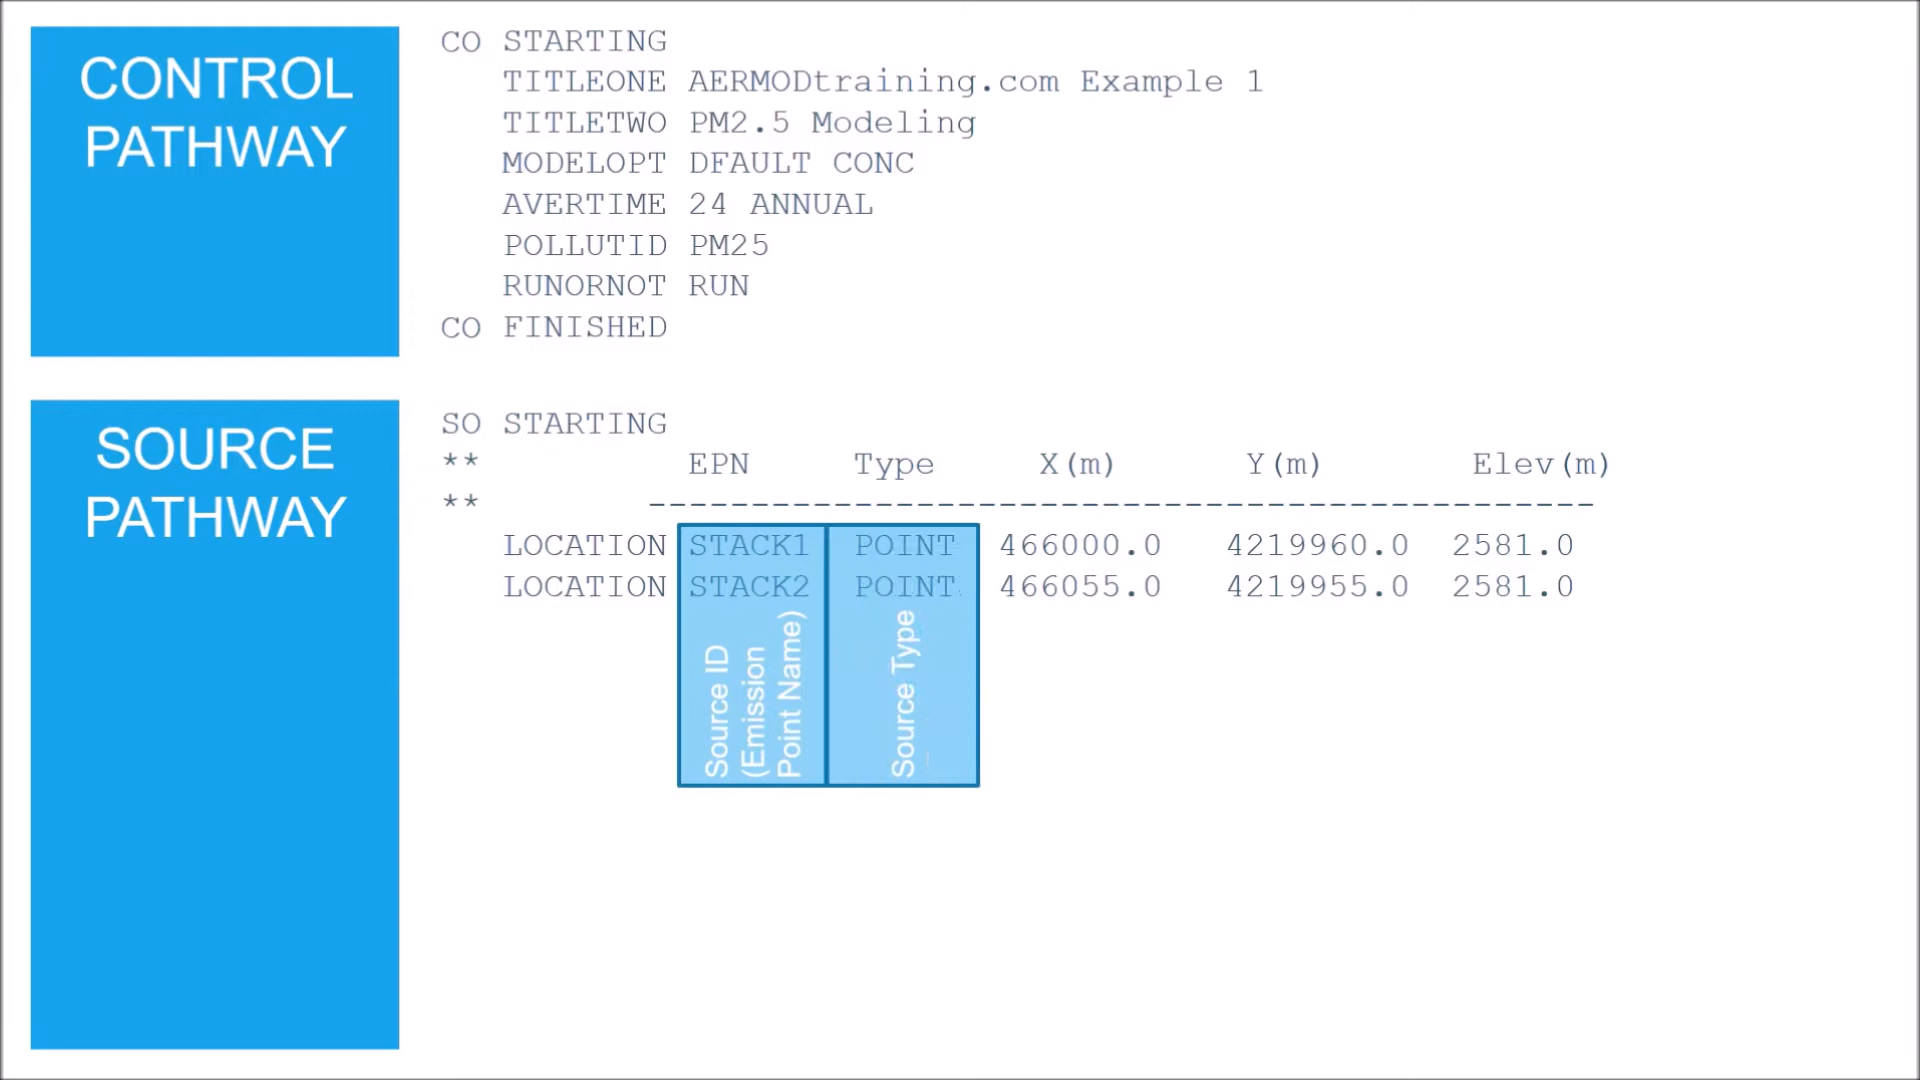 CONTROL
PATHWAY
CO STARTING
TITLEONE AERMODtraining.com Example 1
TITLETWO PM2.5 Modeling
MODELOPT DFAULT CONC
AVERTIME 24 ANNUAL
POLLUTID PM25
RUNORNOT RUN
CO FINISHED
SOURCE
PATHWAY
SO STARTING
** EPN Type X(m) Y(m) Elev(m)
** ----------------------------------------------
LOCATION STACK1 POINT 466000.0 4219960.0 2581.0
LOCATION STACK2 POINT 466055.0 4219955.0 2581.0
Source ID
(Emission
Point Name)
Source Type